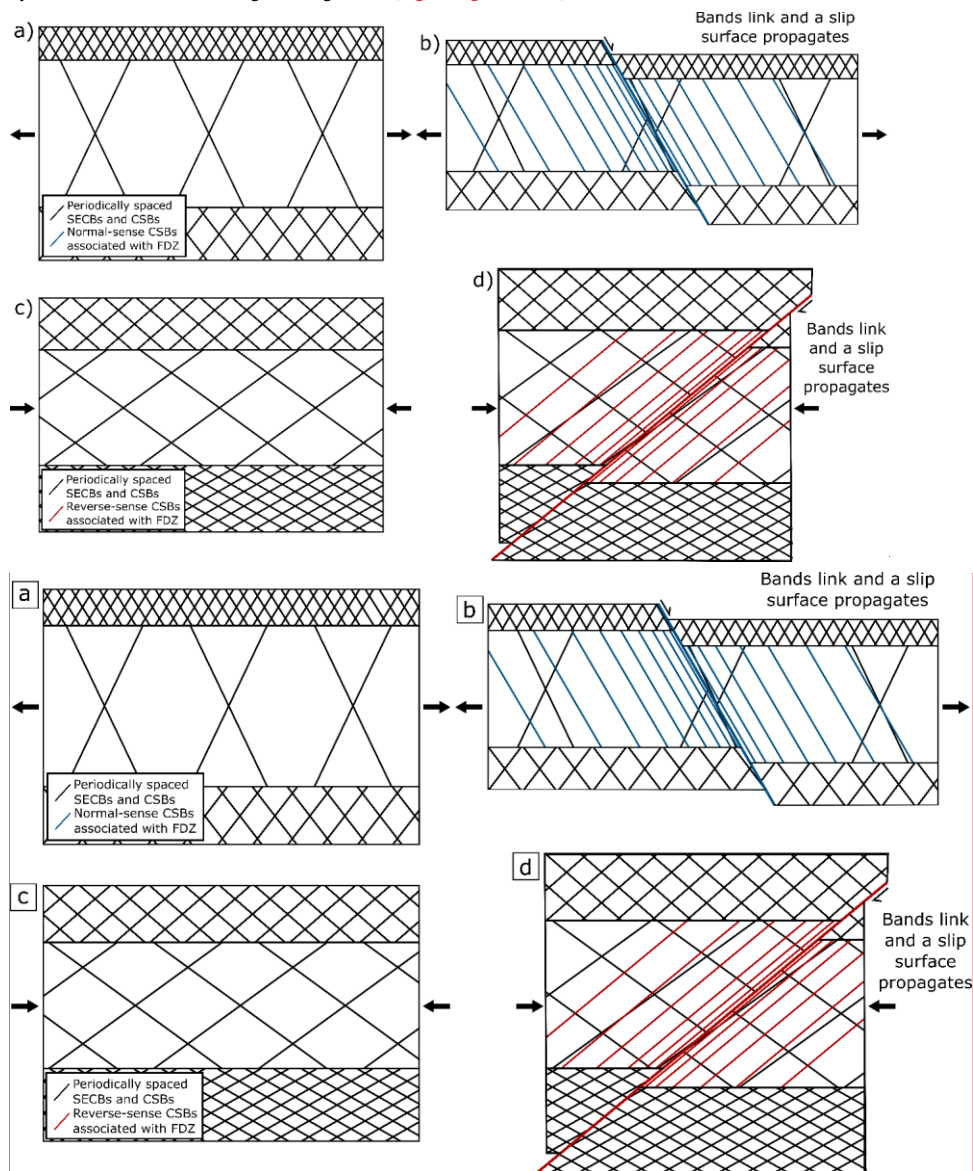 Bands link and a slip
surface propagates
a)
b)
Periodically spaced
SECBs and CSBs
Normal-sense CSBs
associated with FDZ
c)
d)
Bands link
and a slip
surface
propagates
Periodically spaced
SECBs and CSBs
Reverse-sense CSBs
associated with FDZ
Bands link and a slip
surface propagates
a
b
Periodically spaced
SECBs and CSBs
Normal-sense CSBs
associated with FDZ
c
d
Bands link
and a slip
surface
propagates
Periodically spaced
SECBs and CSBs
Reverse-sense CSBs
associated with FDZ